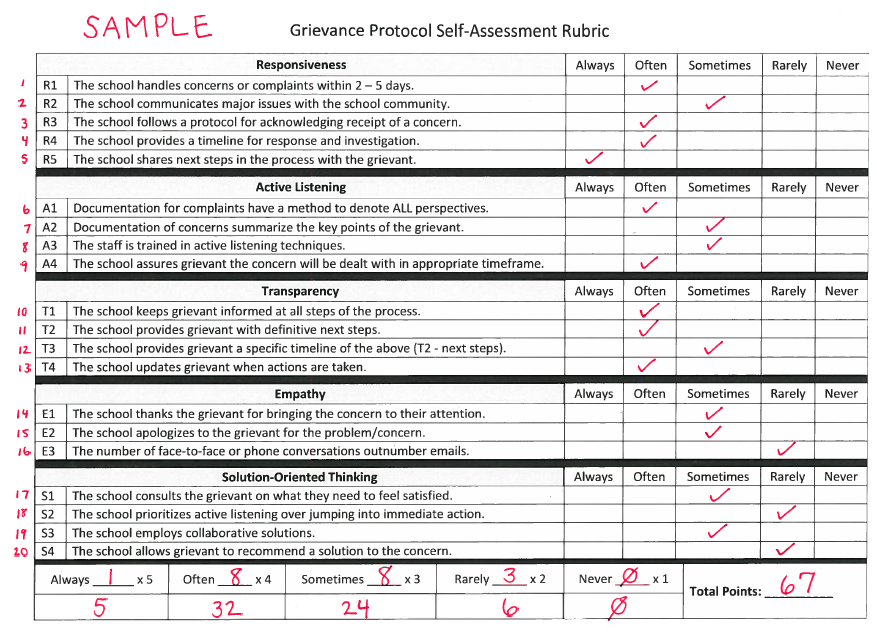 SAMPLE Grievance Protocol Self-Assessment Rubric
Responsiveness Always Often Sometimes Rarely Never
1 R1 The school handles concerns or complaints within 2 – 5 days. ✓
2 R2 The school communicates major issues with the school community. ✓
3 R3 The school follows a protocol for acknowledging receipt of a concern. ✓
4 R4 The school provides a timeline for response and investigation. ✓
5 R5 The school shares next steps in the process with the grievant. ✓
Active Listening Always Often Sometimes Rarely Never
6 A1 Documentation for complaints have a method to denote ALL perspectives. ✓
7 A2 Documentation of concerns summarize the key points of the grievant. ✓
8 A3 The staff is trained in active listening techniques. ✓
9 A4 The school assures grievant the concern will be dealt with in appropriate timeframe. ✓
Transparency Always Often Sometimes Rarely Never
10 T1 The school keeps grievant informed at all steps of the process. ✓
11 T2 The school provides grievant with definitive next steps. ✓
12 T3 The school provides grievant a specific timeline of the above (T2 - next steps). ✓
13 T4 The school updates grievant when actions are taken. ✓
Empathy Always Often Sometimes Rarely Never
14 E1 The school thanks the grievant for bringing the concern to their attention. ✓
15 E2 The school apologizes to the grievant for the problem/concern. ✓
16 E3 The number of face-to-face or phone conversations outnumber emails. ✓
Solution-Oriented Thinking Always Often Sometimes Rarely Never
17 S1 The school consults the grievant on what they need to feel satisfied. ✓
18 S2 The school prioritizes active listening over jumping into immediate action. ✓
19 S3 The school employs collaborative solutions. ✓
20 S4 The school allows grievant to recommend a solution to the concern. ✓
Always 1 x 5 Often 8 x 4 Sometimes 8 x 3 Rarely 3 x 2 Never 0 x 1 Total Points: 67
5 32 24 6 0